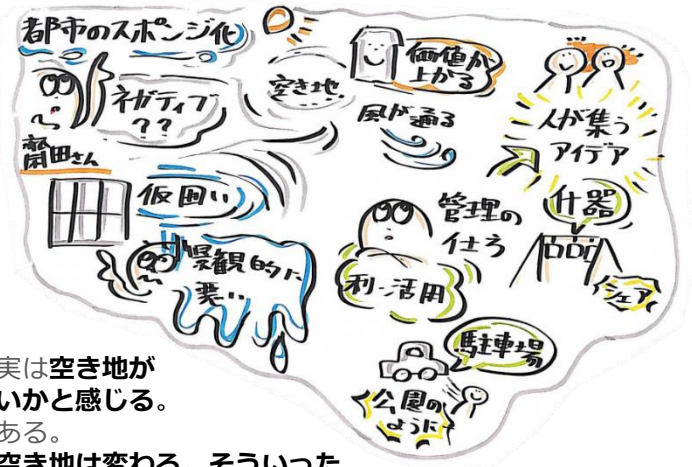 都市のスポンジ化
ネガティブ
??
田さん
空き地
価値が
上がる
風が通る
人が集う
アイデア
什器
シェア
仮囲い
景観的に
悪い
管理の
仕方
利・活用
駐車場
公園の
ように
実は空き地が
いかと感じる。
ある。
空き地は変わる。そういった